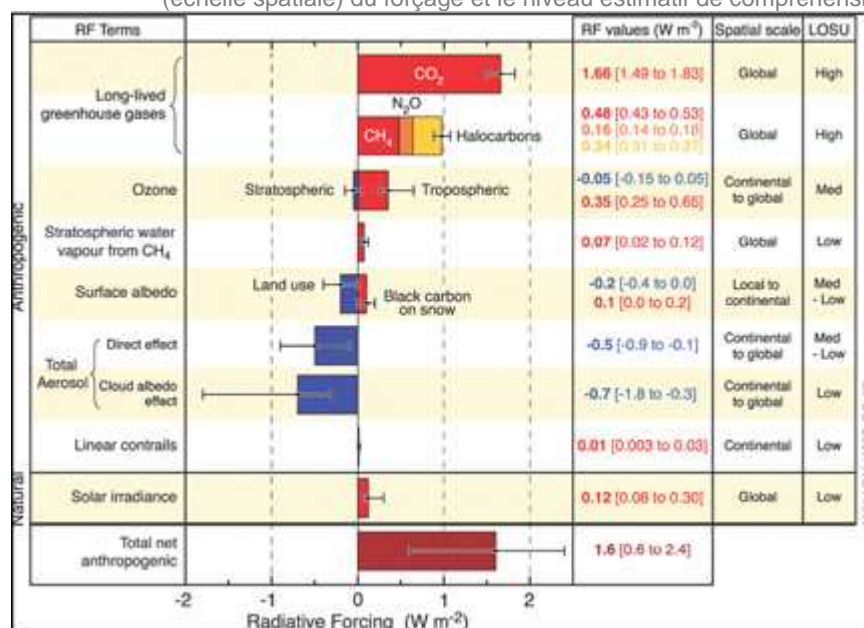 (échelle spatiale) du forçage et le niveau estimatif de
RF Terms
RF values (W m⁻²)
Spatial scale
LOSU
Anthropogenic
Natural
Long-lived
greenhouse gases
CO₂
1.66 [1.49 to 1.83]
Global
High
N₂O
CH₄
Halocarbons
0.48 [0.43 to 0.53]
0.16 [0.14 to 0.18]
0.34 [0.31 to 0.37]
Global
High
Ozone
Stratospheric
Tropospheric
-0.05 [-0.15 to 0.05]
0.35 [0.25 to 0.65]
Continental
to global
Med
Stratospheric water
vapour from CH₄
0.07 [0.02 to 0.12]
Global
Low
Surface albedo
Land use
Black carbon
on snow
-0.2 [-0.4 to 0.0]
0.1 [0.0 to 0.2]
Local to
continental
Med
- Low
Total
Aerosol
Direct effect
-0.5 [-0.9 to -0.1]
Continental
to global
Med
- Low
Cloud albedo
effect
-0.7 [-1.8 to -0.3]
Continental
to global
Low
Linear contrails
0.01 [0.003 to 0.03]
Continental
Low
Solar irradiance
0.12 [0.06 to 0.30]
Global
Low
Total net
anthropogenic
1.6 [0.6 to 2.4]
-2 -1 0 1 2
Radiative Forcing (W m⁻²)